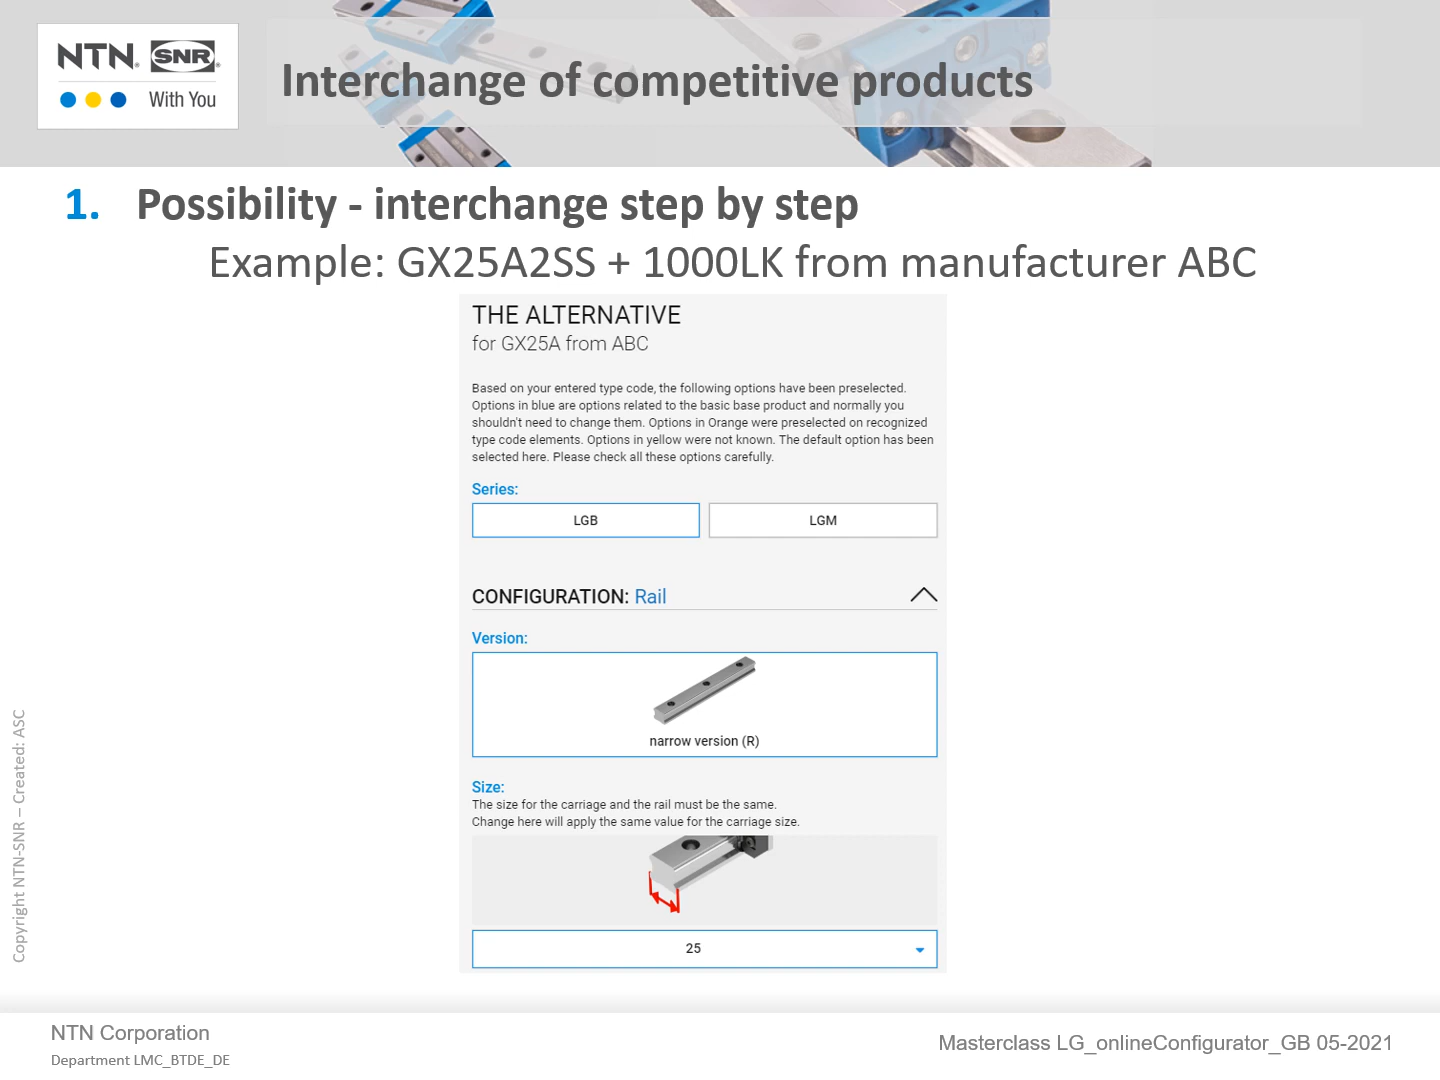 NTN. SNR
With You
Interchange of competitive products
1. Possibility - interchange step by step
Example: GX25A2SS + 1000LK from manufacturer ABC
THE ALTERNATIVE
for GX25A from ABC
Based on your entered type code, the following options have been preselected.
Options in blue are options related to the basic base product and normally you
shouldn't need to change them. Options in Orange were preselected on recognized
type code elements. Options in yellow were not known. The default option has been
selected here. Please check all these options carefully.
Series:
LGB LGM
CONFIGURATION: Rail
Version:
narrow version (R)
Size:
The size for the carriage and the rail must be the same.
Change here will apply the same value for the carriage size.
25
Copyright NTN-SNR – Created: ASC
NTN Corporation
Department LMC_BTDE_DE
Masterclass LG_onlineConfigurator_GB 05-2021